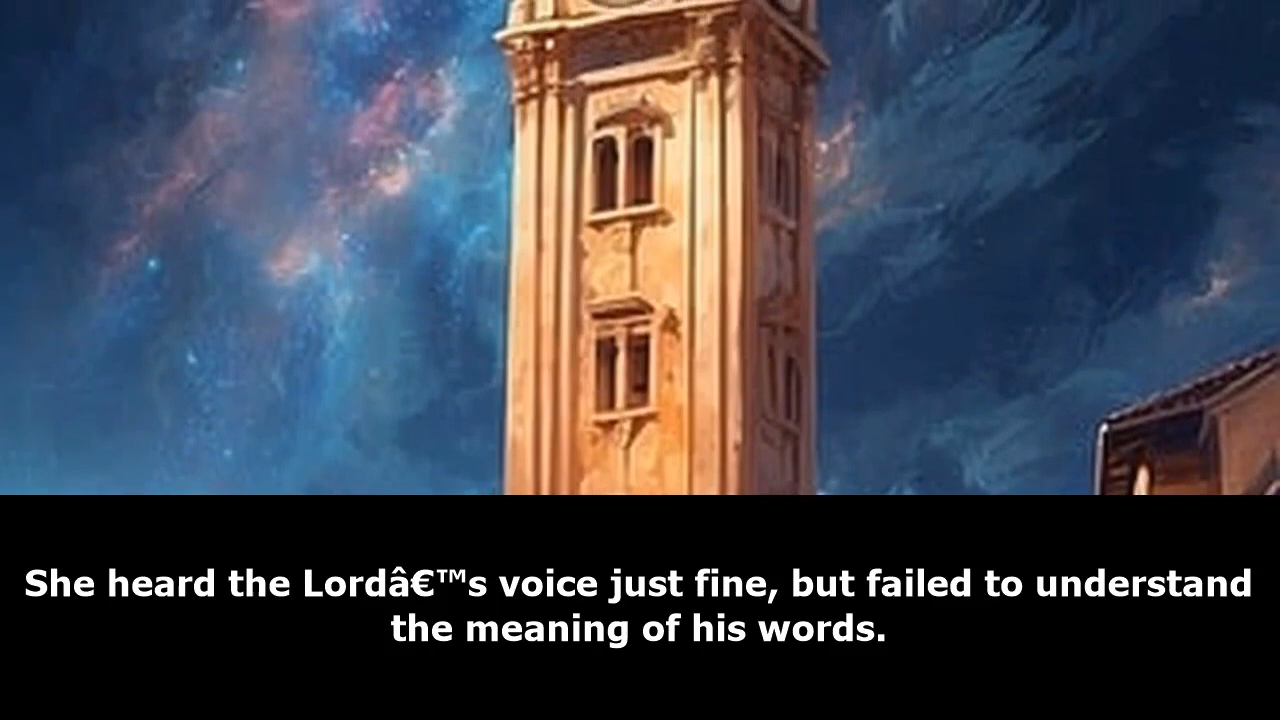 She heard the Lordâ€™s voice just fine, but failed to understand
the meaning of his words.